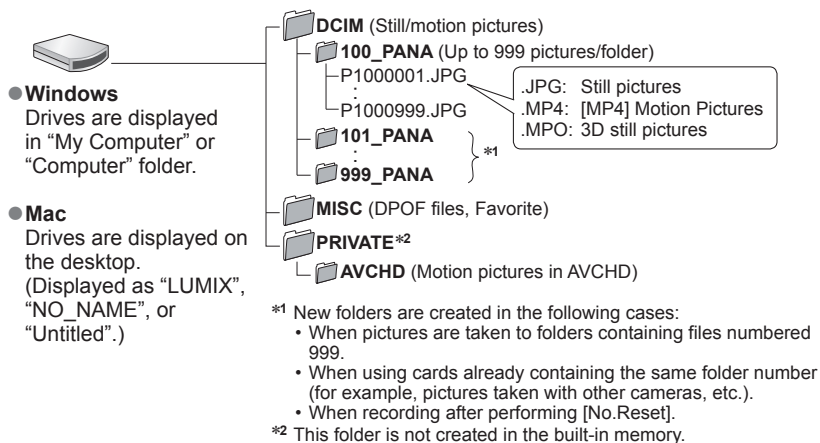 ●Windows
Drives are displayed
in “My Computer” or
“Computer” folder.
●Mac
Drives are displayed on
the desktop.
(Displayed as “LUMIX”,
“NO_NAME”, or
“Untitled”.)
DCIM (Still/motion pictures)
100_PANA (Up to 999 pictures/folder)
P1000001.JPG
:
P1000999.JPG
.JPG: Still pictures
.MP4: [MP4] Motion Pictures
.MPO: 3D still pictures
101_PANA
:
999_PANA
*1
MISC (DPOF files, Favorite)
PRIVATE*2
AVCHD (Motion pictures in AVCHD)
*1 New folders are created in the following cases:
• When pictures are taken to folders containing files numbered
999.
• When using cards already containing the same folder number
(for example, pictures taken with other cameras, etc.).
• When recording after performing [No.Reset].
*2 This folder is not created in the built-in memory.